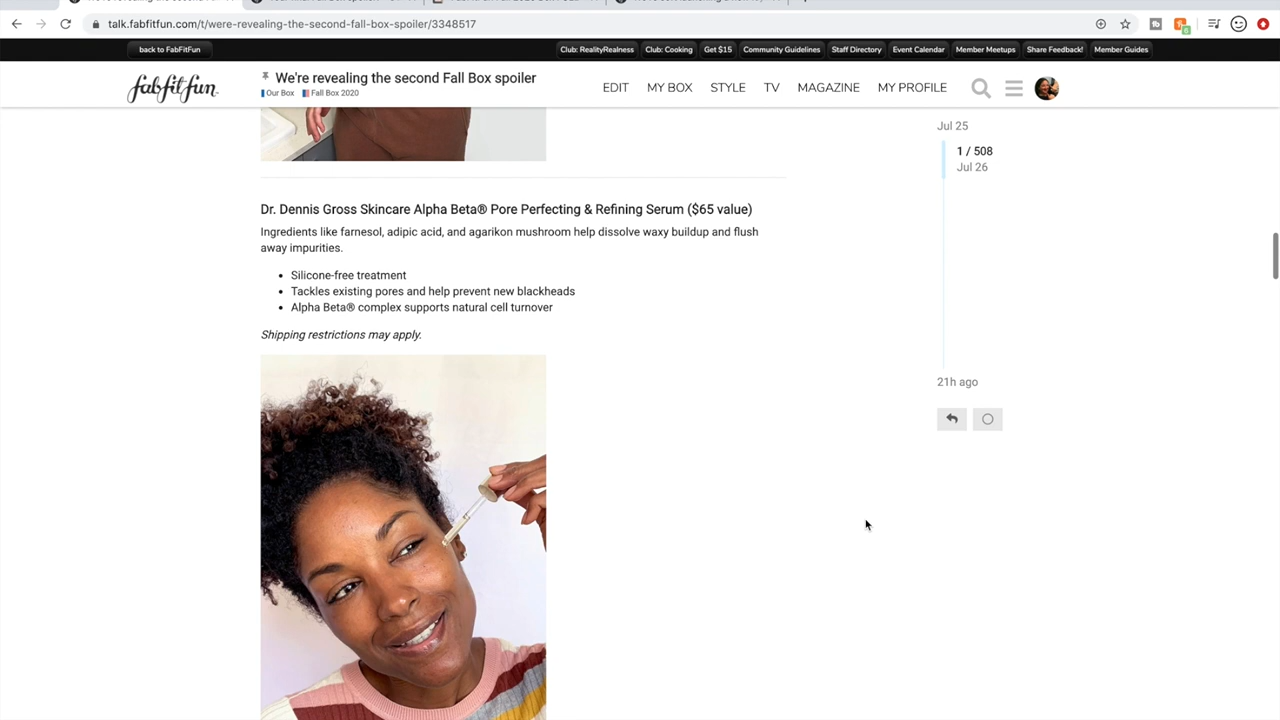 talk.fabfitfun.com/t/were-revealing-the-second-fall-box-spoiler/3348517
back to FabFitFun
Club: RealityRealness
Club: Cooking
Get $15
Community Guidelines
Staff Directory
Event Calendar
Member Meetups
Share Feedback!
Member Guides
fabfitfun.
We're revealing the second Fall Box spoiler
Our Box
Fall Box 2020
EDIT
MY BOX
STYLE
TV
MAGAZINE
MY PROFILE
Jul 25
1 / 508
Jul 26
21h ago
Dr. Dennis Gross Skincare Alpha Beta® Pore Perfecting & Refining Serum ($65 value)
Ingredients like farnesol, adipic acid, and agarikon mushroom help dissolve waxy buildup and flush
away impurities.
• Silicone-free treatment
• Tackles existing pores and help prevent new blackheads
• Alpha Beta® complex supports natural cell turnover
Shipping restrictions may apply.